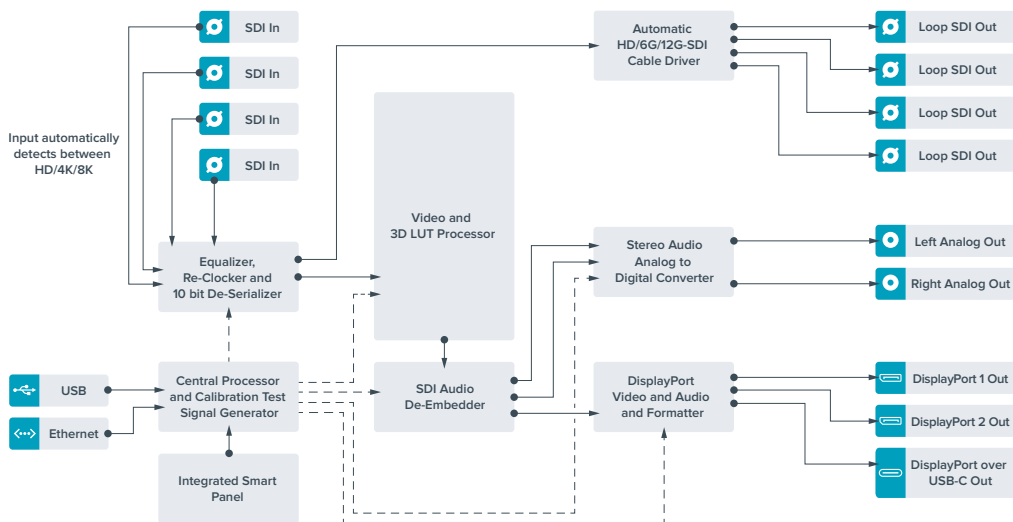 SDI In
SDI In
SDI In
SDI In
Input automatically
detects between
HD/4K/8K
Automatic
HD/6G/12G-SDI
Cable Driver
Loop SDI Out
Loop SDI Out
Loop SDI Out
Loop SDI Out
Video and
3D LUT Processor
Equalizer,
Re-Clocker and
10 bit De-Serializer
Stereo Audio
Analog to
Digital Converter
Left Analog Out
Right Analog Out
USB
Ethernet
Central Processor
and Calibration Test
Signal Generator
SDI Audio
De-Embedder
DisplayPort
Video and Audio
and Formatter
DisplayPort 1 Out
DisplayPort 2 Out
DisplayPort over
USB-C Out
Integrated Smart
Panel